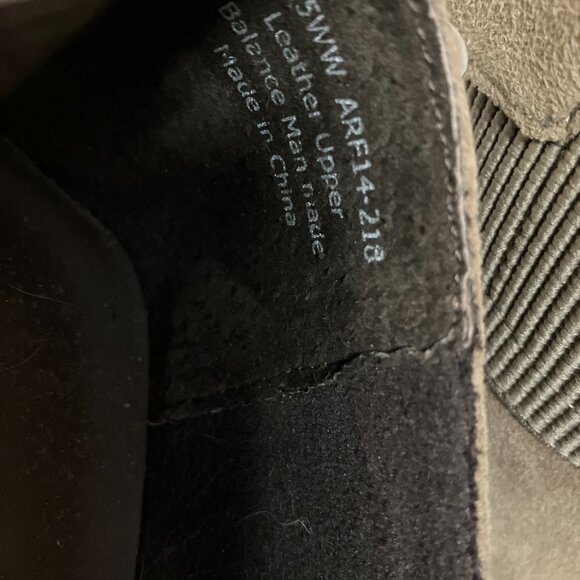 5WW ARF14-218
Leather Upper
Balance Man made
Made in China